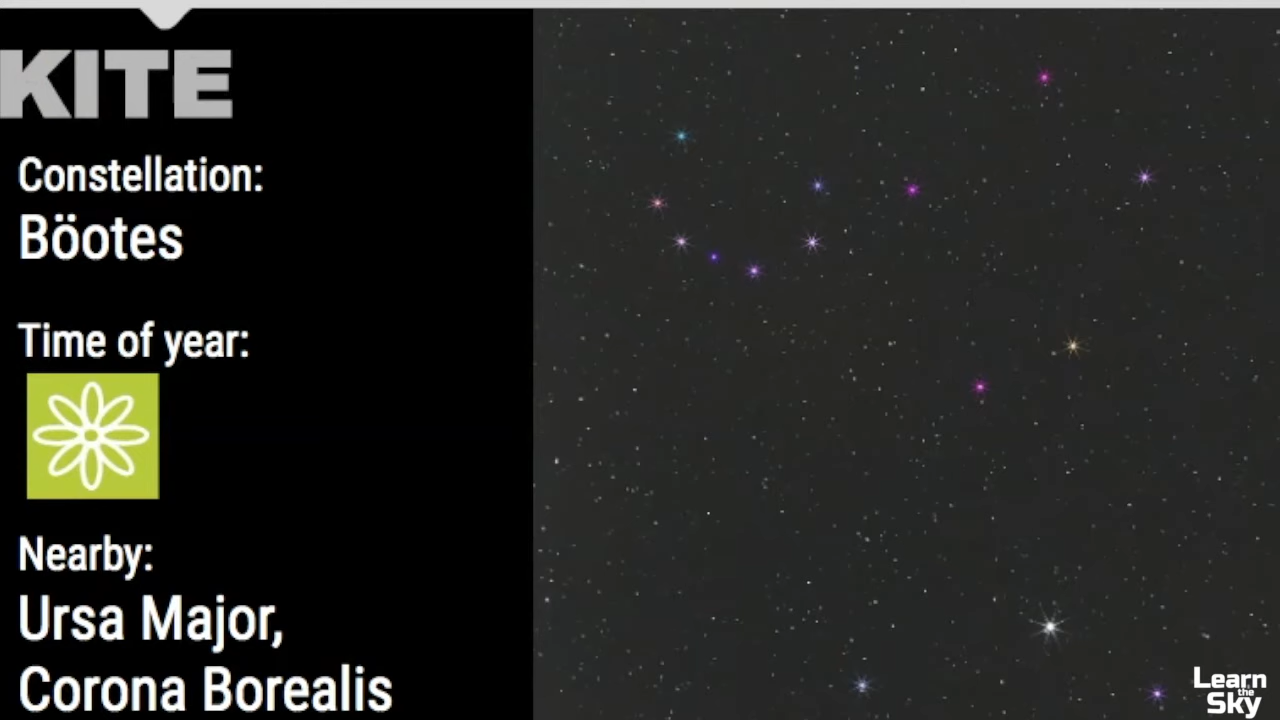 KITE
Constellation:
Böotes
Time of year:
Nearby:
Ursa Major,
Corona Borealis
Learn
the
Sky